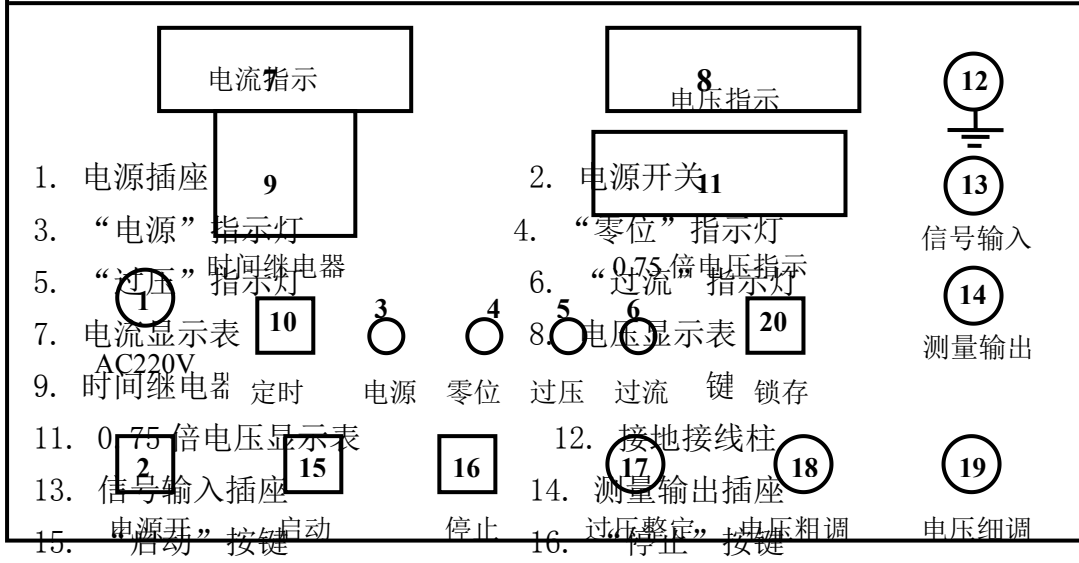 电流指示 7
8
电压指示
12
1. 电源插座
9
2. 电源开关
11
13
3. “电源”指示灯
4. “零位”指示灯
信号输入
时间继电器
0.75 倍电压指示
5. “过压”指示灯
6. “过流”指示灯
1
10
3
4
5
6
20
14
7. 电流显示表
8. 电压显示表
测量输出
AC220V
9. 时间继电器
定时
电源
零位
过压
过流
键
锁存
11. 0.75 倍电压显示表
12. 接地接线柱
2
15
16
17
18
19
13. 信号输入插座
14. 测量输出插座
电源开
启动
停止
过压整定
电压粗调
电压细调
15. “启动”按键
16. “停止”按键